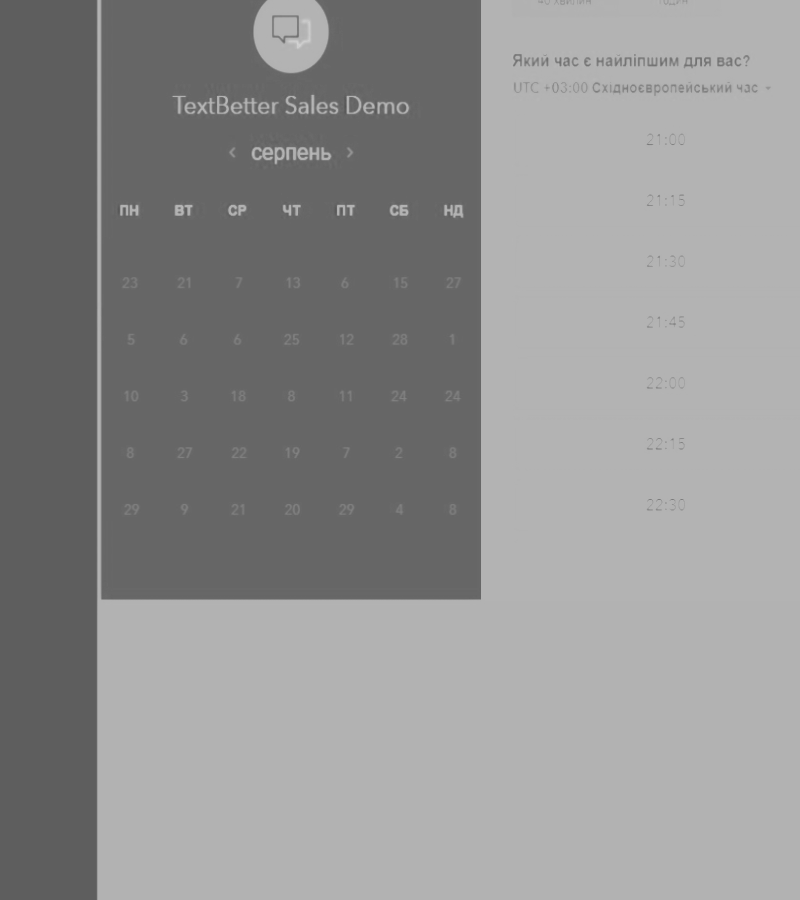 TextBetter Sales Demo
< серпень >
ПН ВТ СР ЧТ ПТ СБ НД
23 21 7 13 6 15 27
5 6 6 25 12 28 1
10 3 18 8 11 24 24
8 27 22 19 7 2 8
29 9 21 20 29 4 8
Який час є найліпшим для вас?
UTC +03:00 Східноєвропейський час
21:00
21:15
21:30
21:45
22:00
22:15
22:30